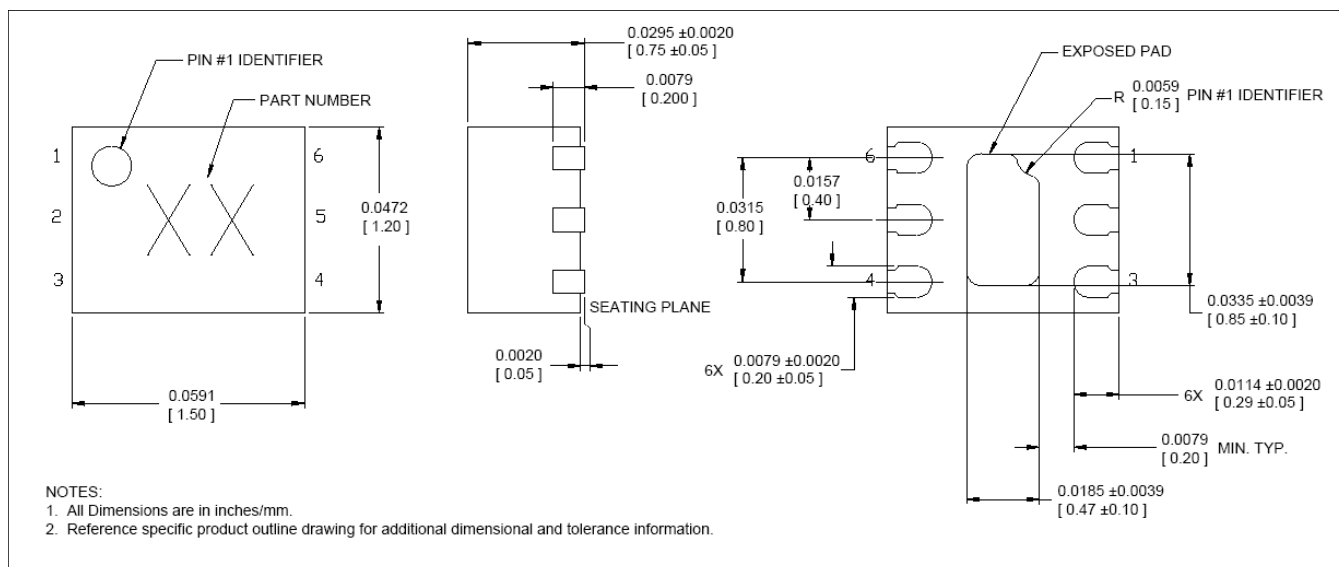 PIN #1 IDENTIFIER
PART NUMBER
1
2
3
6
5
4
XX
0.0472
[ 1.20 ]
0.0591
[ 1.50 ]
0.0295 ±0.0020
[ 0.75 ±0.05 ]
0.0079
[ 0.200 ]
SEATING PLANE
0.0020
[ 0.05 ]
EXPOSED PAD
R 0.0059 PIN #1 IDENTIFIER
[ 0.15 ]
6
4
1
3
0.0157
[ 0.40 ]
0.0315
[ 0.80 ]
6X 0.0079 ±0.0020
[ 0.20 ±0.05 ]
0.0335 ±0.0039
[ 0.85 ±0.10 ]
6X 0.0114 ±0.0020
[ 0.29 ±0.05 ]
0.0079 MIN. TYP.
[ 0.20 ]
0.0185 ±0.0039
[ 0.47 ±0.10 ]
NOTES:
1. All Dimensions are in inches/mm.
2. Reference specific product outline drawing for additional dimensional and tolerance information.